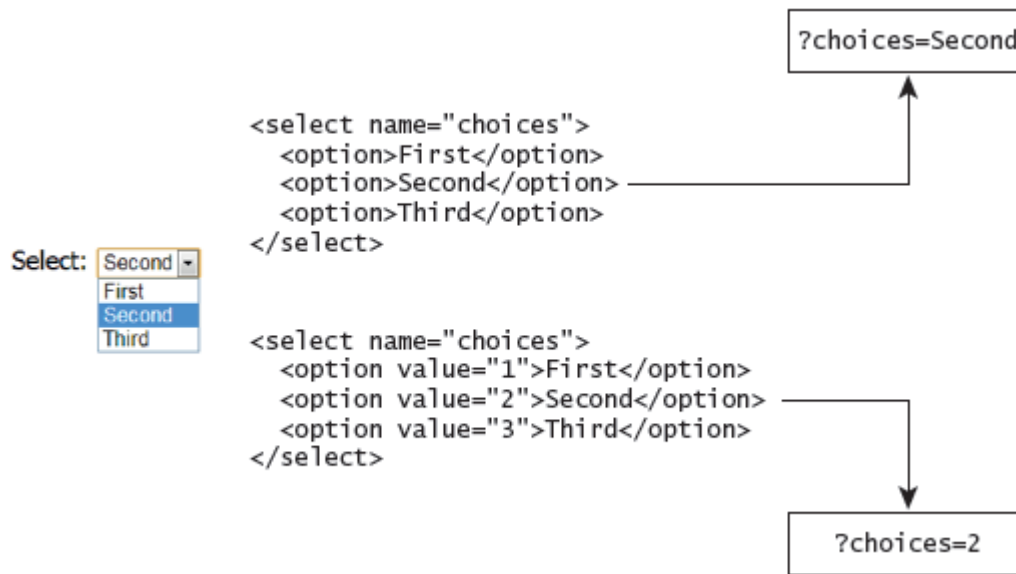 ?choices=Second
<select name="choices">
<option>First</option>
<option>Second</option>
<option>Third</option>
</select>
Select: Second
First
Second
Third
<select name="choices">
<option value="1">First</option>
<option value="2">Second</option>
<option value="3">Third</option>
</select>
?choices=2